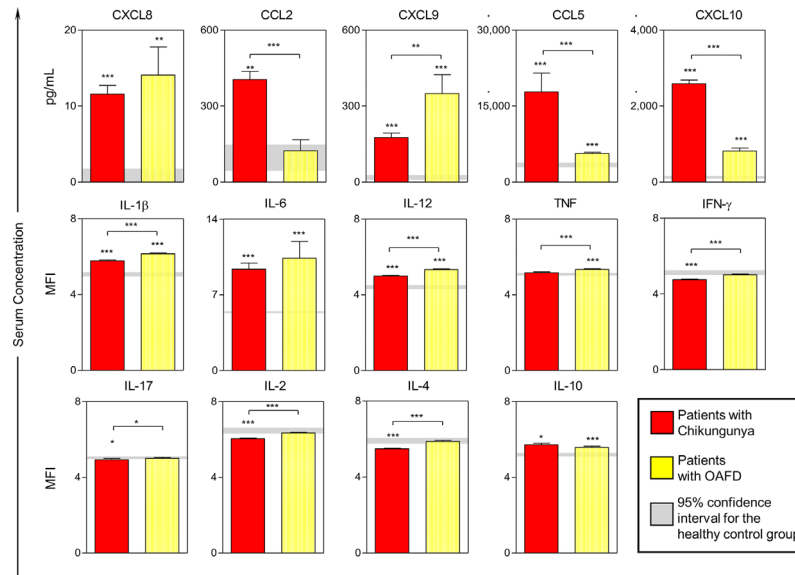 CXCL8 CCL2 CXCL9 CCL5 CXCL10
20 600 600 30,000 4,000
*** ** *** ** ** *** *** *** *** *** *** *** *** ***
pg/mL
10 300 300 15,000 2,000
0 0 0 0 0
IL-1β IL-6 IL-12 TNF IFN-γ
8 14 8 8 8
*** *** *** *** *** *** *** *** *** *** *** ***
MFI
4 7 4 4 4
0 0 0 0 0
Serum Concentration
IL-17 IL-2 IL-4 IL-10
8 8 8 8
* * *** *** *** *** * ***
MFI
4 4 4 4
0 0 0 0
Patients with
Chikungunya
Patients
with OAFD
95% confidence
interval for the
healthy control group